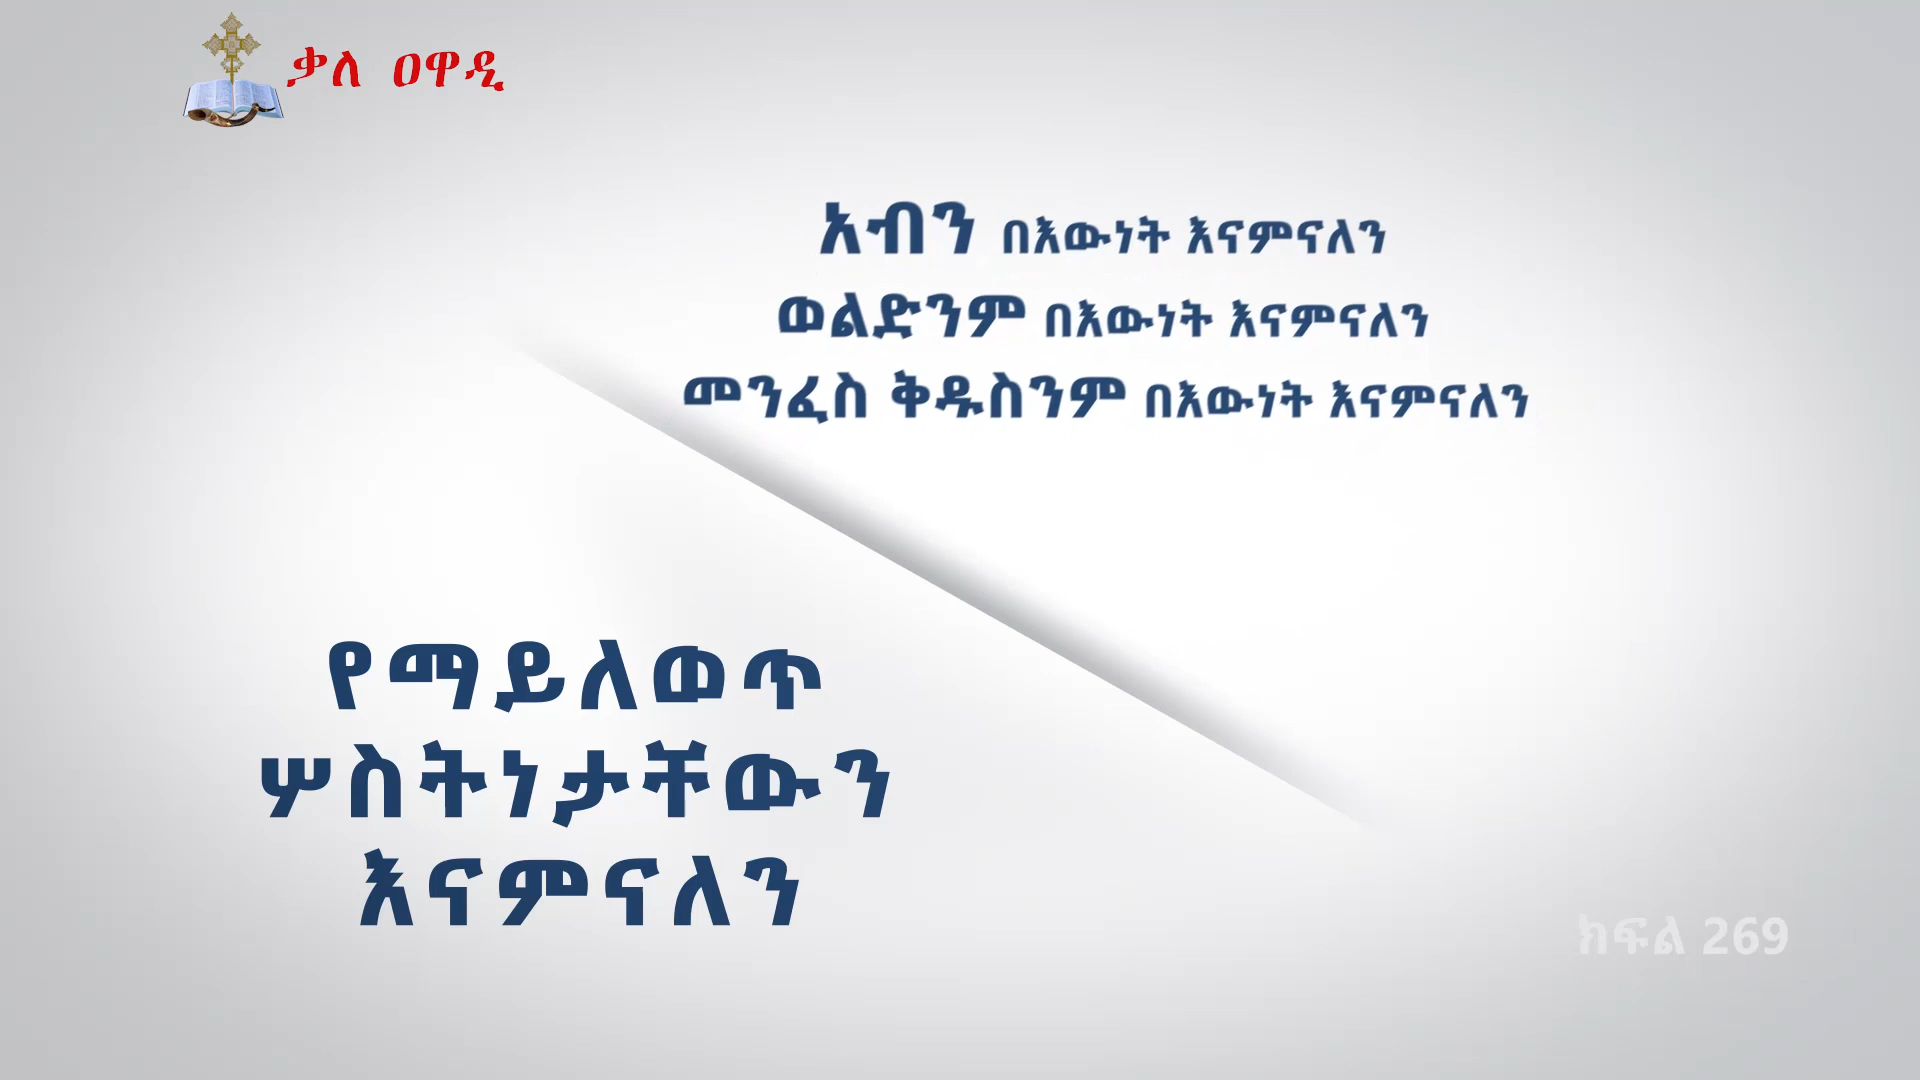 ቃለ ዐዋዲ
አብን በእውነት እናምናለን
ወልድንም በእውነት እናምናለን
መንፈስ ቅዱስንም በእውነት እናምናለን
የማይለወጥ
ሦስትነታቸውን
እናምናለን
ክፍል 269